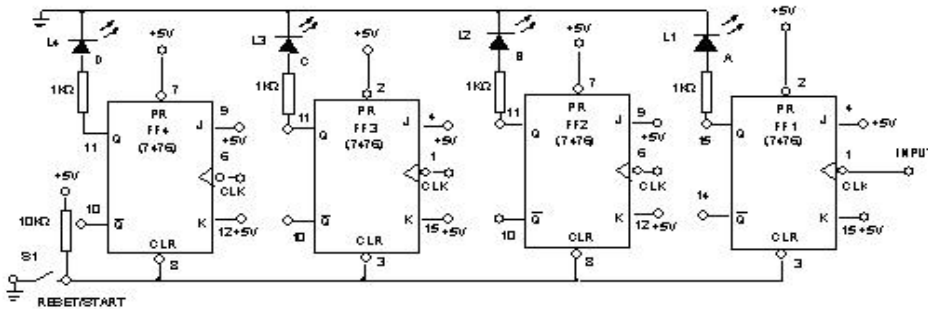 +5V
+5V
+5V
+5V
L4
D
L3
C
L2
B
L1
A
1KΩ
7
1KΩ
2
1KΩ
7
1KΩ
2
PR
FF4
(7476)
9
J
+5V
11
Q
6
CLK
10
Q̅
K
12
+5V
CLR
8
PR
FF3
(7476)
4
J
+5V
11
Q
1
CLK
10
Q̅
K
15
+5V
CLR
3
PR
FF2
(7476)
9
J
+5V
11
Q
6
CLK
10
Q̅
K
12
+5V
CLR
8
PR
FF1
(7476)
4
J
+5V
15
Q
1
CLK
INPUT
14
Q̅
K
15
+5V
CLR
3
+5V
10KΩ
S1
RESET/START